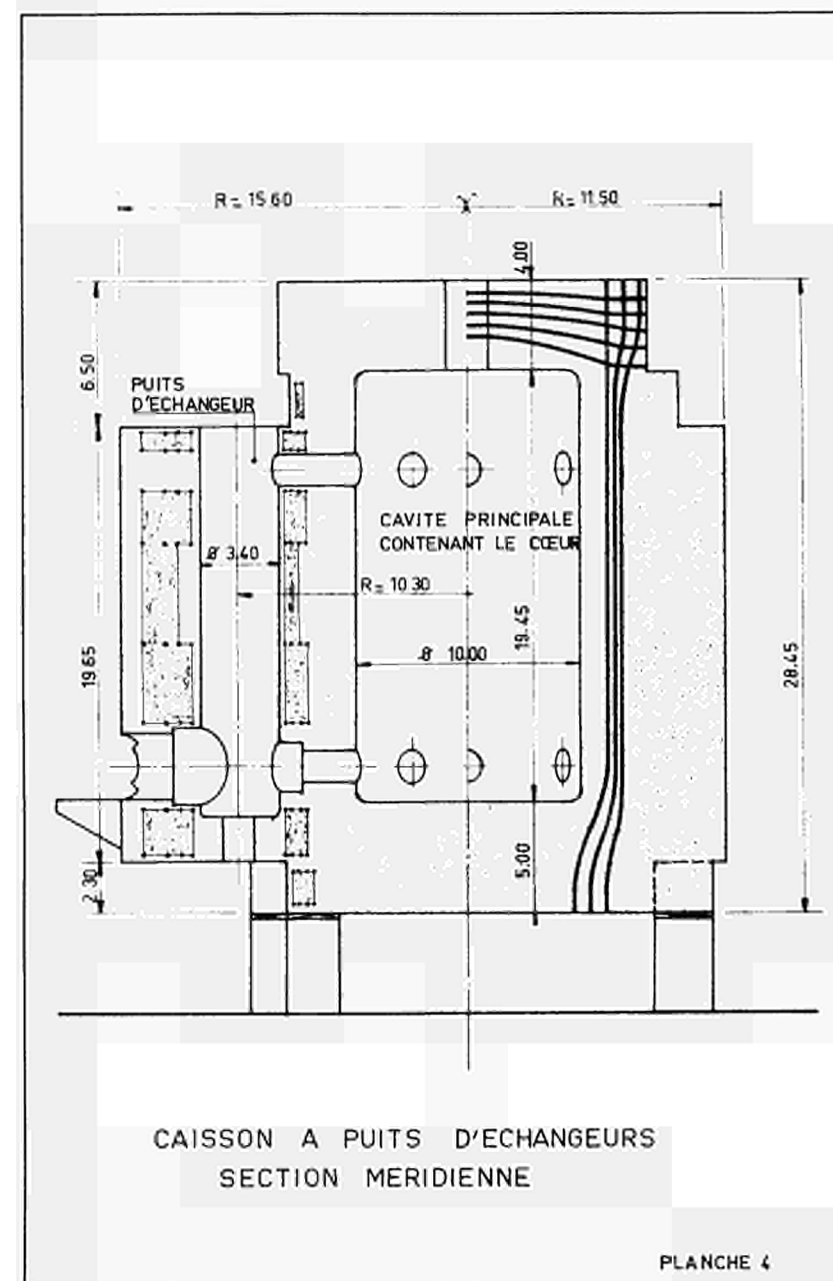 R = 15.60
R = 11.50
4.00
6.50
PUITS
D'ECHANGEUR
CAVITE PRINCIPALE
CONTENANT LE CŒUR
ø 3.40
R = 10.30
19.45
19.65
ø 10.00
28.45
5.00
2.30
CAISSON A PUITS D'ECHANGEURS
SECTION MERIDIENNE
PLANCHE 4